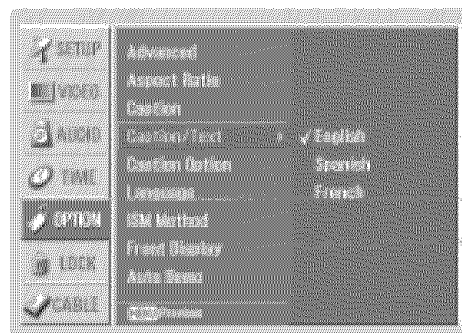 SETUP
VIDEO
AUDIO
TIME
OPTION
LOCK
CABLE
Advanced
Aspect Ratio
Caption
Caption/Text
Caption Option
Language
ISM Method
Front Display
Auto Demo
Previous
English
Spanish
French